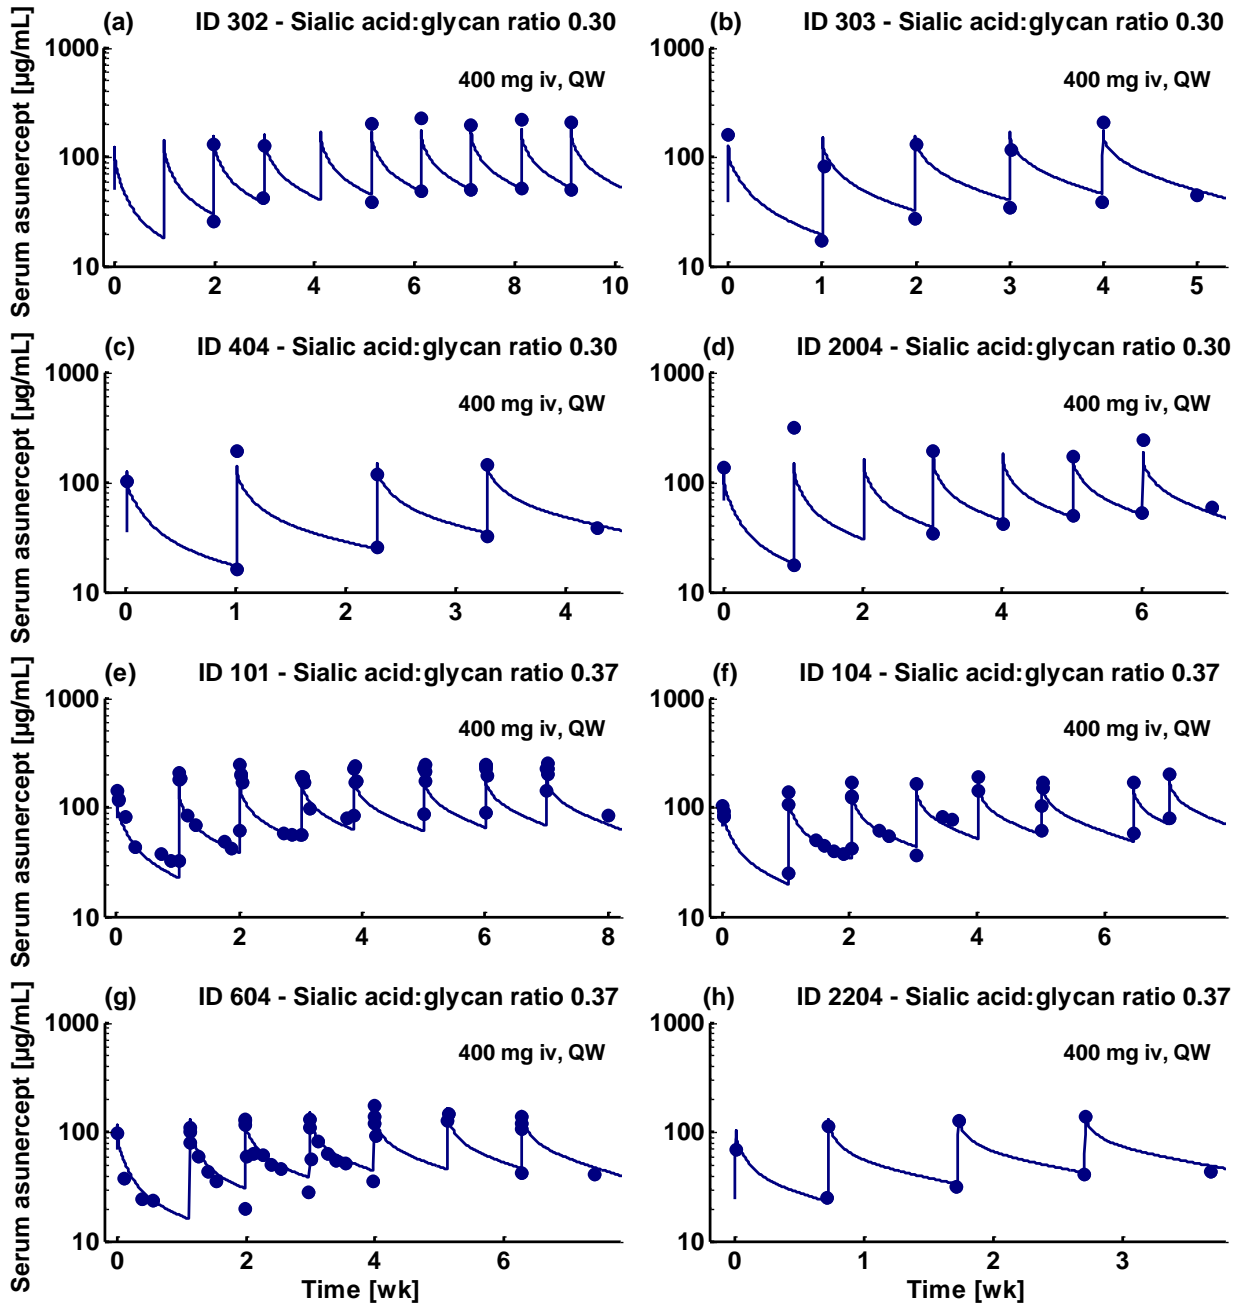 (a) ID 302 - Sialic acid:glycan ratio 0.30
400 mg iv, QW
Serum asunercept [µg/mL]
1000
100
10
0 2 4 6 8 10
(b) ID 303 - Sialic acid:glycan ratio 0.30
400 mg iv, QW
1000
100
10
0 1 2 3 4 5
(c) ID 404 - Sialic acid:glycan ratio 0.30
400 mg iv, QW
Serum asunercept [µg/mL]
1000
100
10
0 1 2 3 4
(d) ID 2004 - Sialic acid:glycan ratio 0.30
400 mg iv, QW
1000
100
10
0 2 4 6
(e) ID 101 - Sialic acid:glycan ratio 0.37
400 mg iv, QW
Serum asunercept [µg/mL]
1000
100
10
0 2 4 6 8
(f) ID 104 - Sialic acid:glycan ratio 0.37
400 mg iv, QW
1000
100
10
0 2 4 6
(g) ID 604 - Sialic acid:glycan ratio 0.37
400 mg iv, QW
Serum asunercept [µg/mL]
1000
100
10
0 2 4 6
Time [wk]
(h) ID 2204 - Sialic acid:glycan ratio 0.37
400 mg iv, QW
1000
100
10
0 1 2 3
Time [wk]